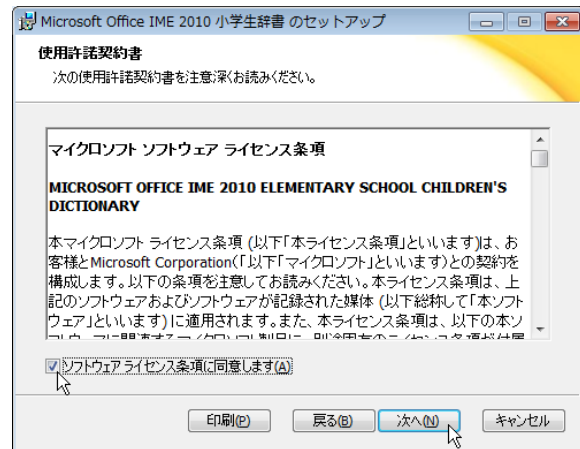 Microsoft Office IME 2010 小学生辞書 のセットアップ
使用許諾契約書
次の使用許諾契約書を注意深くお読みください。
マイクロソフト ソフトウェア ライセンス条項
MICROSOFT OFFICE IME 2010 ELEMENTARY SCHOOL CHILDREN'S
DICTIONARY
本マイクロソフト ライセンス条項 (以下「本ライセンス条項」といいます)は、お
客様とMicrosoft Corporation(「以下「マイクロソフト」といいます)との契約を
構成します。以下の条項を注意してお読みください。本ライセンス条項は、上
記のソフトウェアおよびソフトウェアが記録された媒体 (以下総称して「本ソフト
ウェア」といいます) に適用されます。また、本ライセンス条項は、以下の本ソ
ソフトウェア ライセンス条項に同意します(A)
印刷(P) 戻る(B) 次へ(N) キャンセル